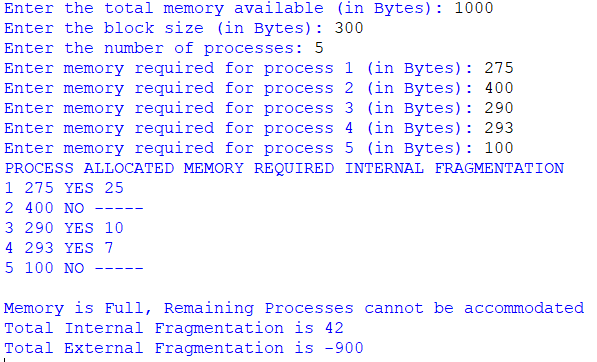 Enter the total memory available (in Bytes): 1000
Enter the block size (in Bytes): 300
Enter the number of processes: 5
Enter memory required for process 1 (in Bytes): 275
Enter memory required for process 2 (in Bytes): 400
Enter memory required for process 3 (in Bytes): 290
Enter memory required for process 4 (in Bytes): 293
Enter memory required for process 5 (in Bytes): 100
PROCESS ALLOCATED MEMORY REQUIRED INTERNAL FRAGMENTATION
1 275 YES 25
2 400 NO -----
3 290 YES 10
4 293 YES 7
5 100 NO -----
Memory is Full, Remaining Processes cannot be accommodated
Total Internal Fragmentation is 42
Total External Fragmentation is -900